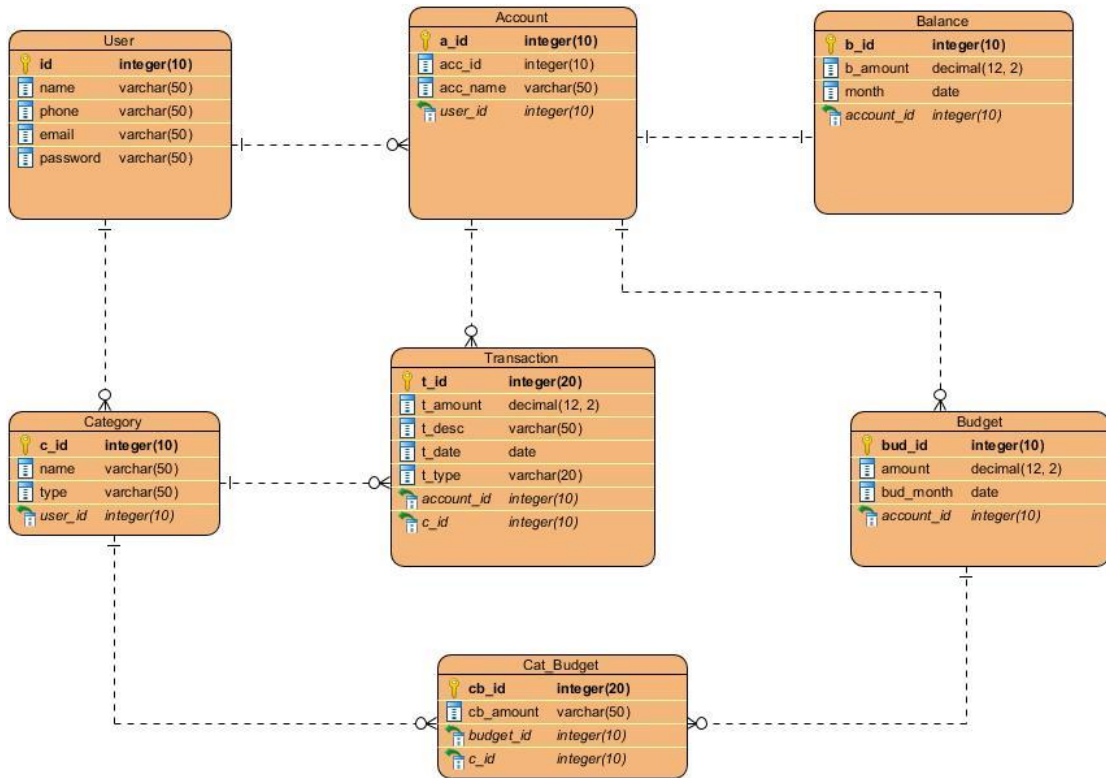 User
id integer(10)
name varchar(50)
phone varchar(50)
email varchar(50)
password varchar(50)
Account
a_id integer(10)
acc_id integer(10)
acc_name varchar(50)
user_id integer(10)
Balance
b_id integer(10)
b_amount decimal(12, 2)
month date
account_id integer(10)
Category
c_id integer(10)
name varchar(50)
type varchar(50)
user_id integer(10)
Transaction
t_id integer(20)
t_amount decimal(12, 2)
t_desc varchar(50)
t_date date
t_type varchar(20)
account_id integer(10)
c_id integer(10)
Budget
bud_id integer(10)
amount decimal(12, 2)
bud_month date
account_id integer(10)
Cat_Budget
cb_id integer(20)
cb_amount varchar(50)
budget_id integer(10)
c_id integer(10)